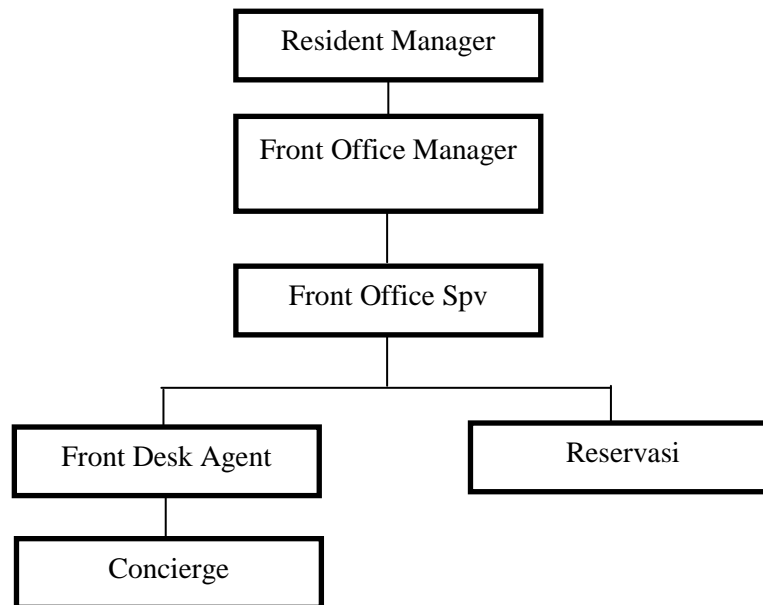 Resident Manager
Front Office Manager
Front Office Spv
Front Desk Agent
Reservasi
Concierge